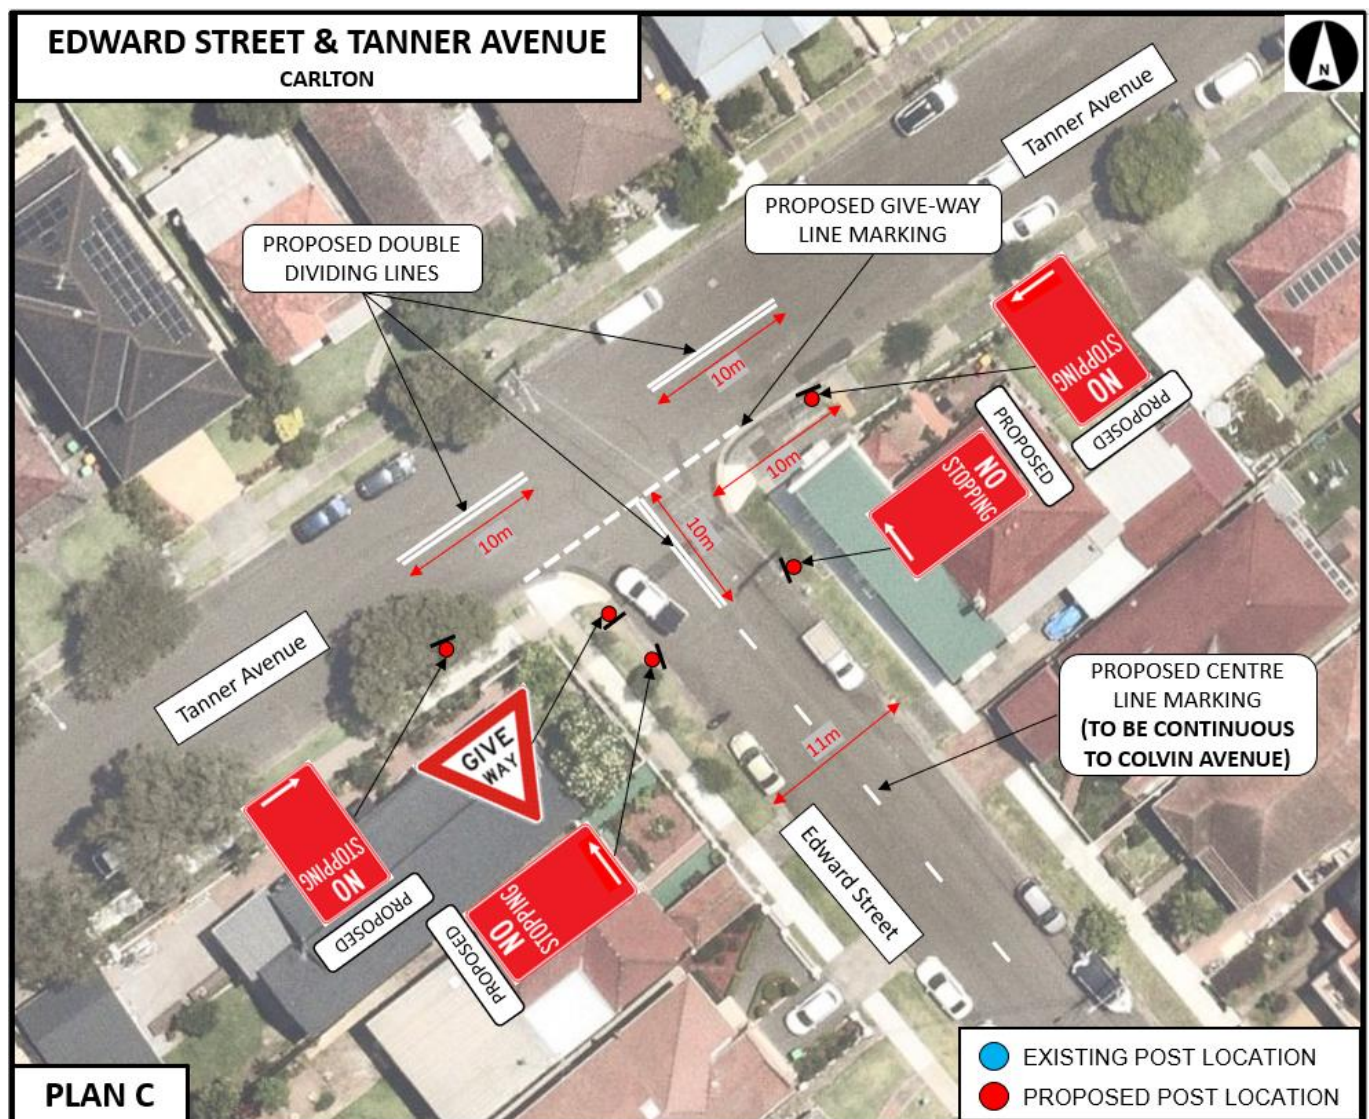 EDWARD STREET & TANNER AVENUE
CARLTON
N
Tanner Avenue
PROPOSED GIVE-WAY
LINE MARKING
PROPOSED DOUBLE
DIVIDING LINES
10m
NO
STOPPING
PROPOSED
10m
NO
STOPPING
PROPOSED
10m
10m
Tanner Avenue
PROPOSED CENTRE
LINE MARKING
(TO BE CONTINUOUS
TO COLVIN AVENUE)
11m
GIVE
WAY
NO
STOPPING
PROPOSED
NO
STOPPING
PROPOSED
Edward Street
EXISTING POST LOCATION
PROPOSED POST LOCATION
PLAN C